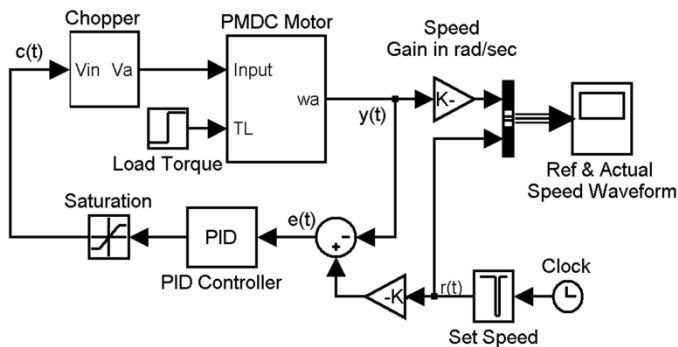 Chopper
PMDC Motor
Speed
Gain in rad/sec
c(t)
Vin Va
Input
wa
TL
K-
y(t)
Load Torque
Ref & Actual
Speed Waveform
Saturation
PID
e(t)
-
+
PID Controller
-K
r(t)
Clock
Set Speed